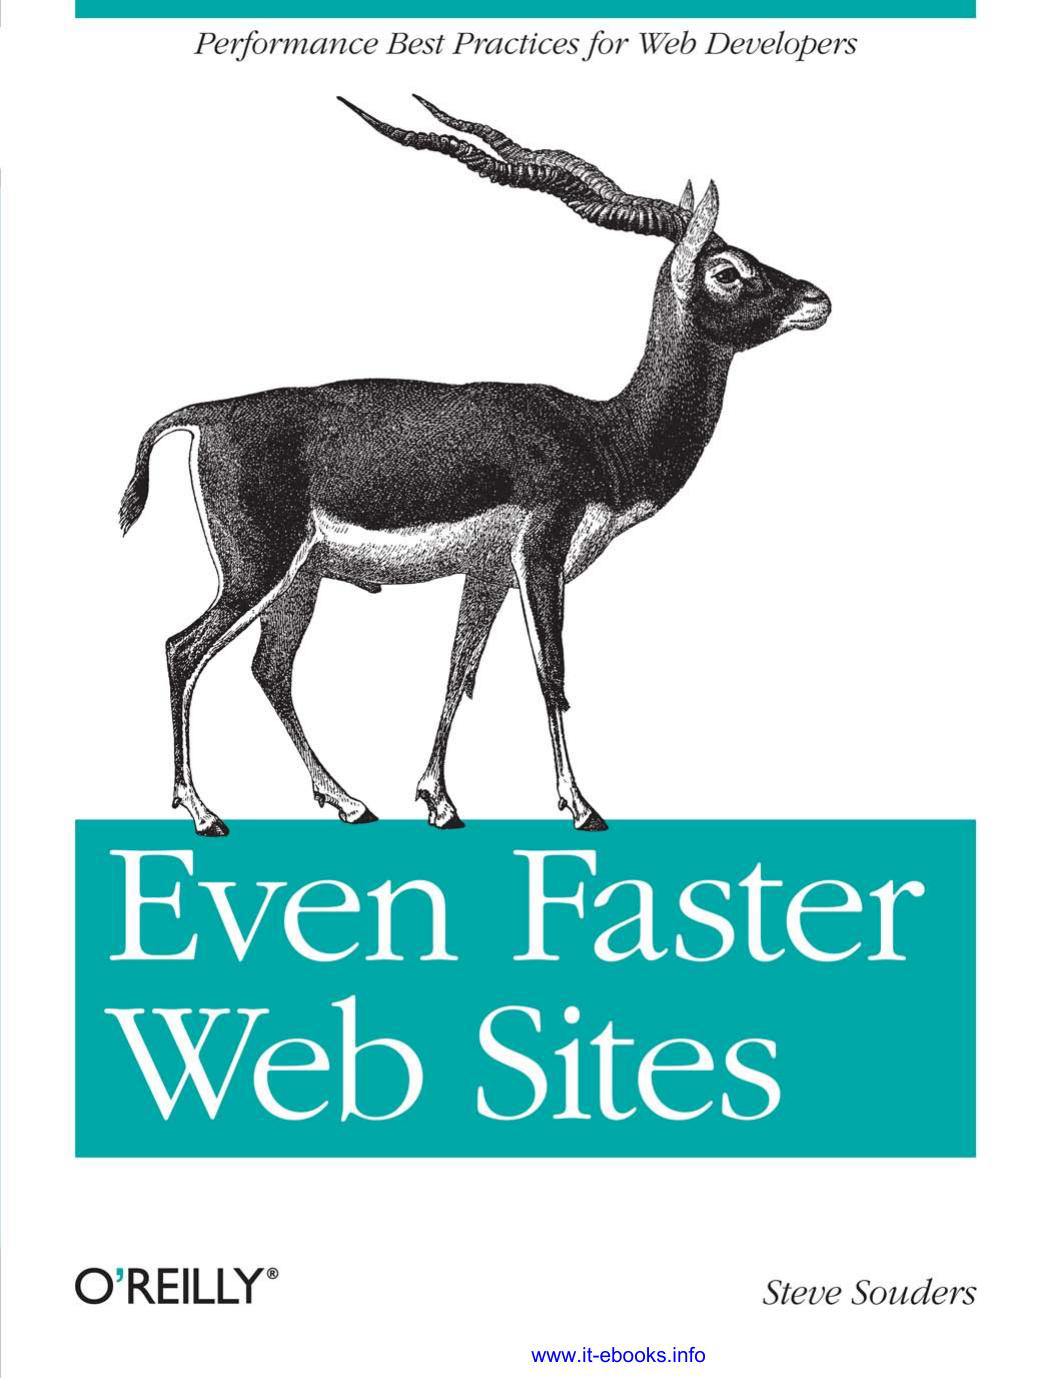 Performance Best Practices for Web Developers
Even Faster
Web Sites
O'REILLY®
Steve Souders
www.it-ebooks.info